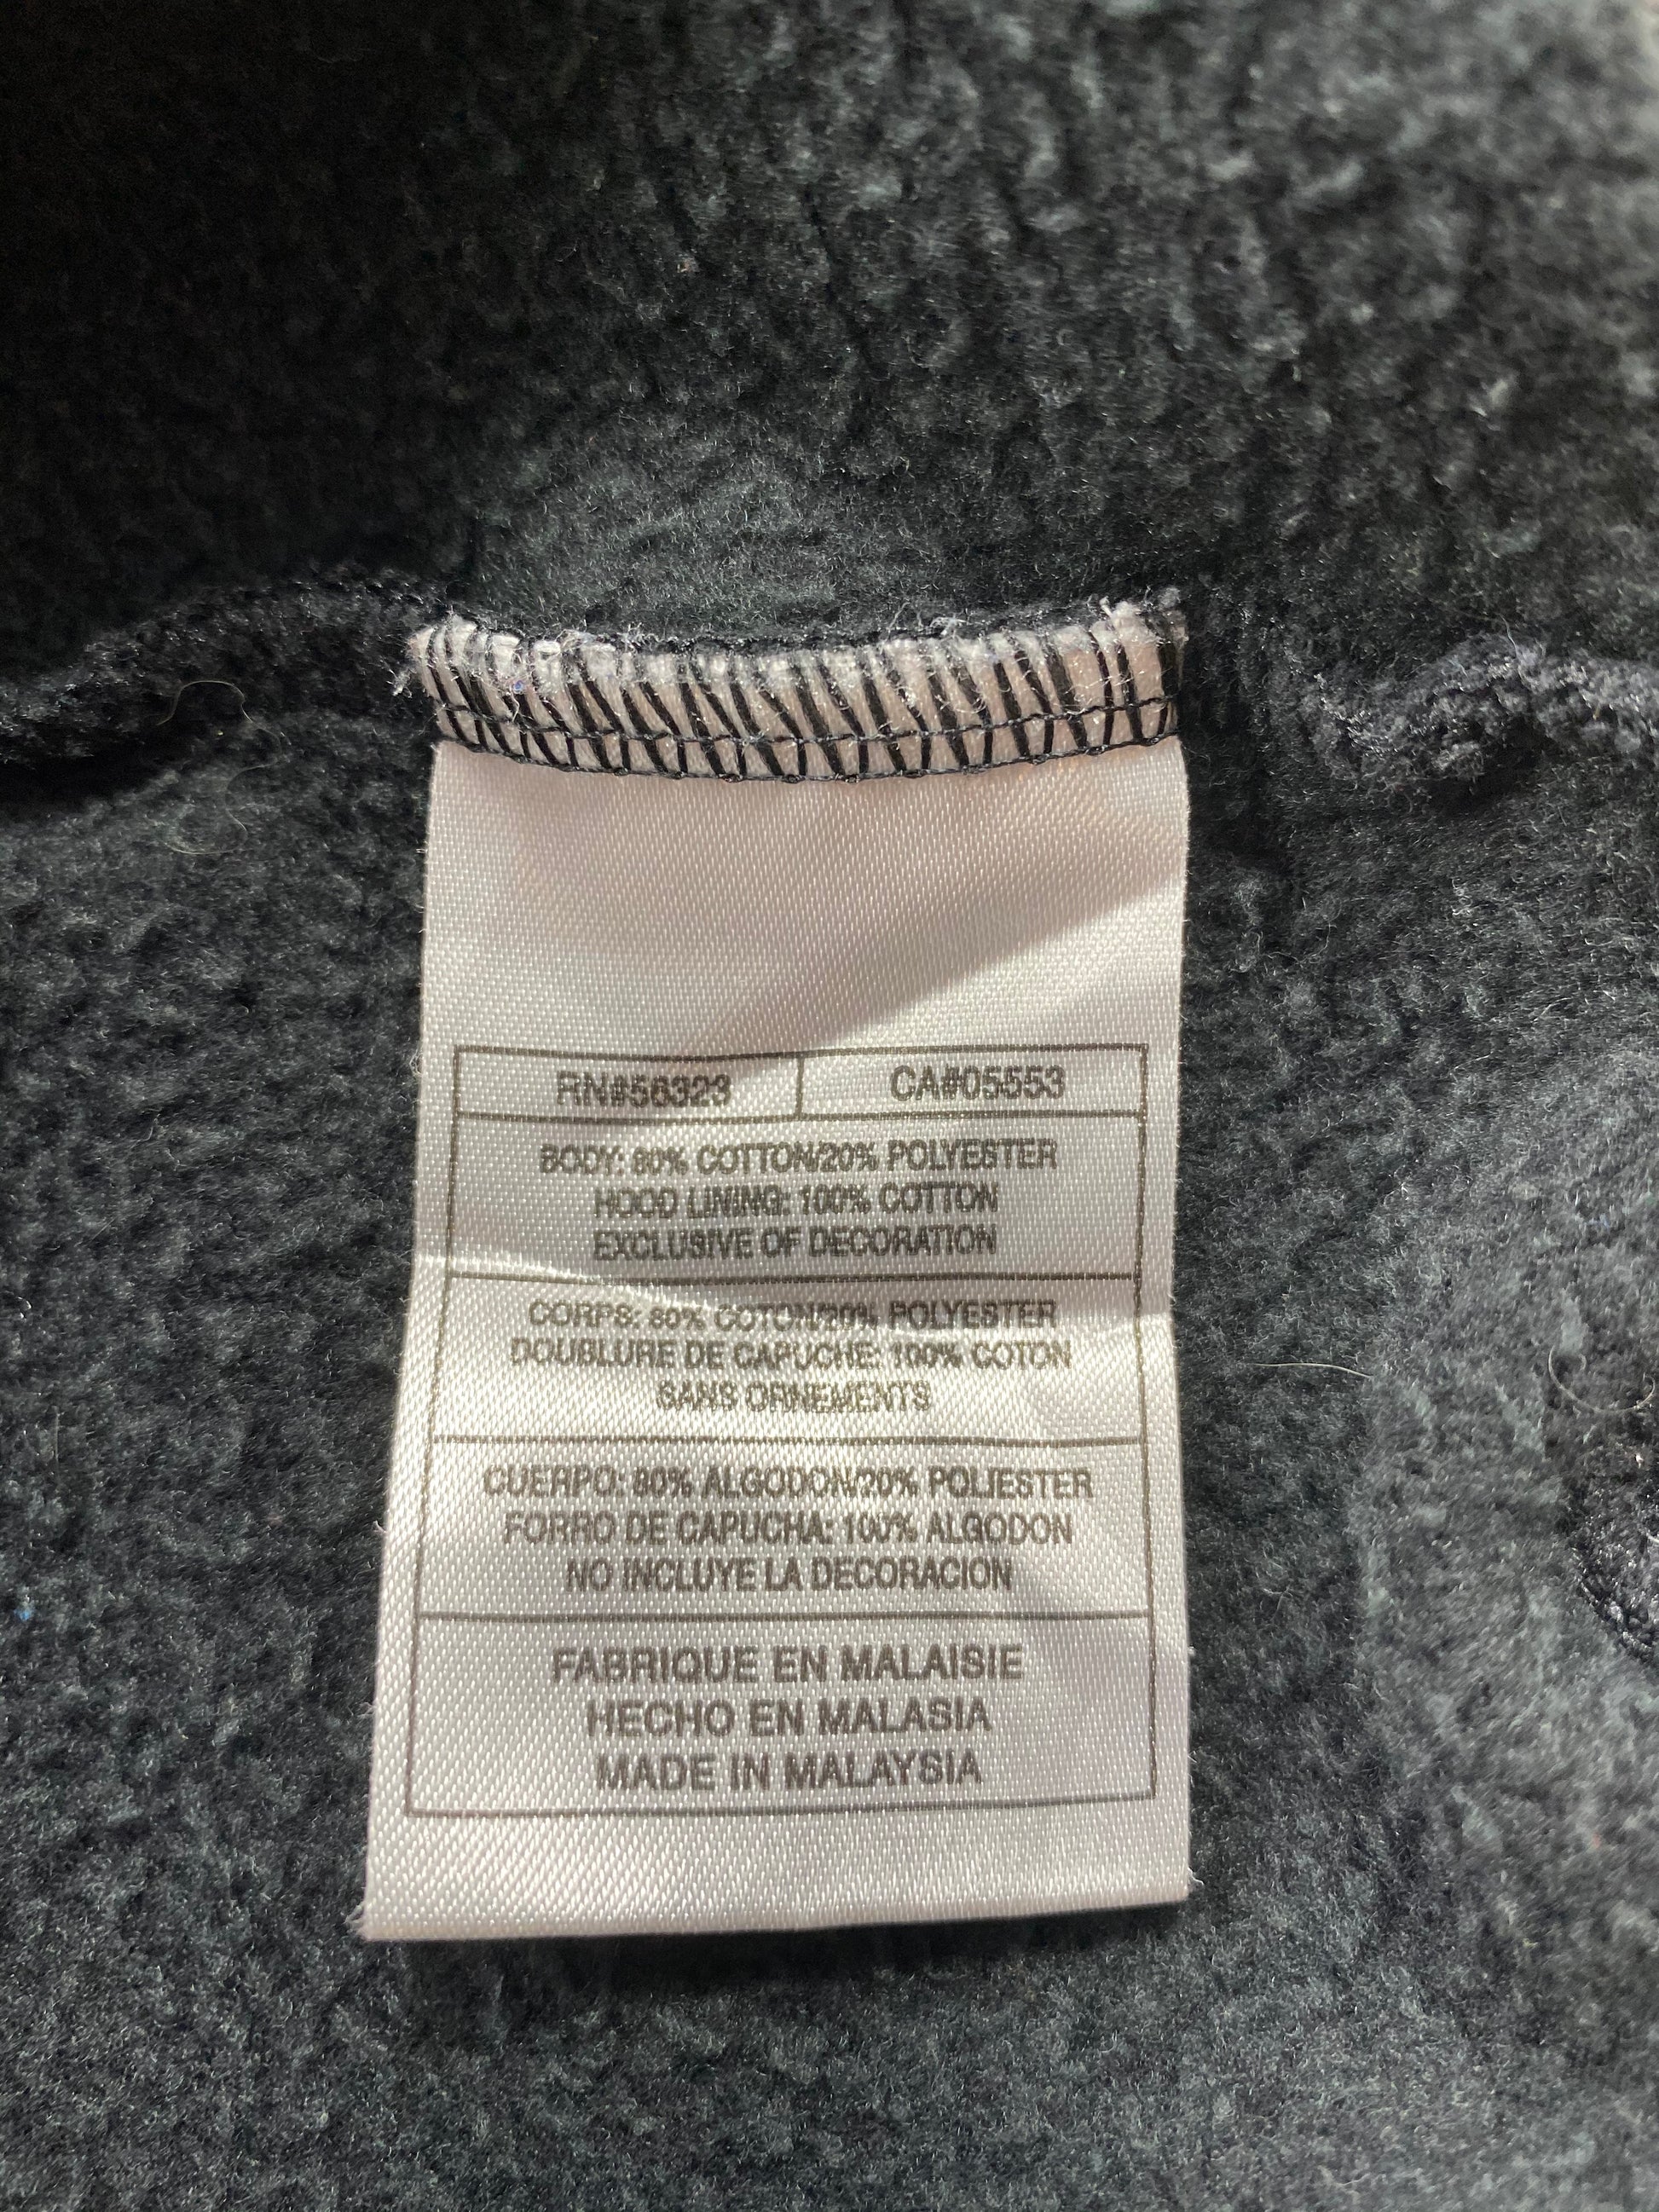 RN#56323 CA#05553
BODY: 80% COTTON/20% POLYESTER
HOOD LINING: 100% COTTON
EXCLUSIVE OF DECORATION
CORPS: 80% COTON/20% POLYESTER
DOUBLURE DE CAPUCHE: 100% COTON
SANS ORNEMENTS
CUERPO: 80% ALGODON/20% POLIESTER
FORRO DE CAPUCHA: 100% ALGODON
NO INCLUYE LA DECORACION
FABRIQUE EN MALAISIE
HECHO EN MALASIA
MADE IN MALAYSIA